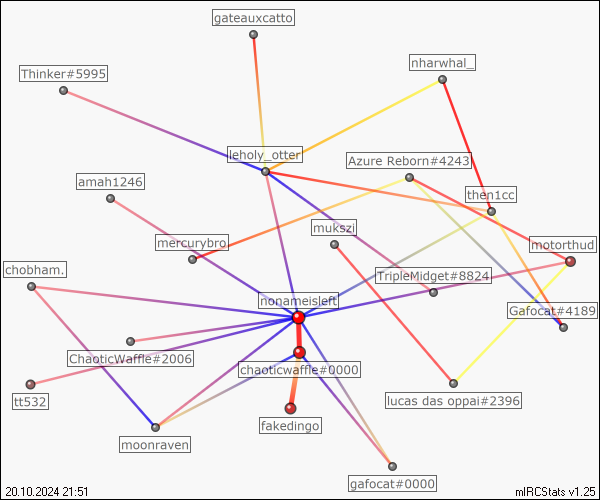 gateauxcatto
nharwhal_
Thinker#5995
leholy_otter
Azure Reborn#4243
amah1246
then1cc
mukszi
mercurybro
motorthud
chobham.
TripleMidget#8824
nonameisleft
Gafocat#4189
ChaoticWaffle#2006
chaoticwaffle#0000
tt532
lucas das oppai#2396
fakedingo
moonraven
gafocat#0000
20.10.2024 21:51
mIRCStats v1.25